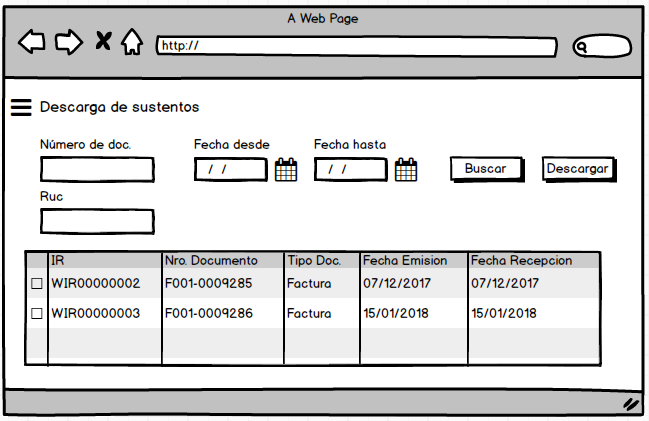 A Web Page
http://
Descarga de sustentos
Número de doc. Fecha desde Fecha hasta
/ / / / Buscar Descargar
Ruc
IR Nro. Documento Tipo Doc. Fecha Emision Fecha Recepcion
WIR00000002 F001-0009285 Factura 07/12/2017 07/12/2017
WIR00000003 F001-0009286 Factura 15/01/2018 15/01/2018